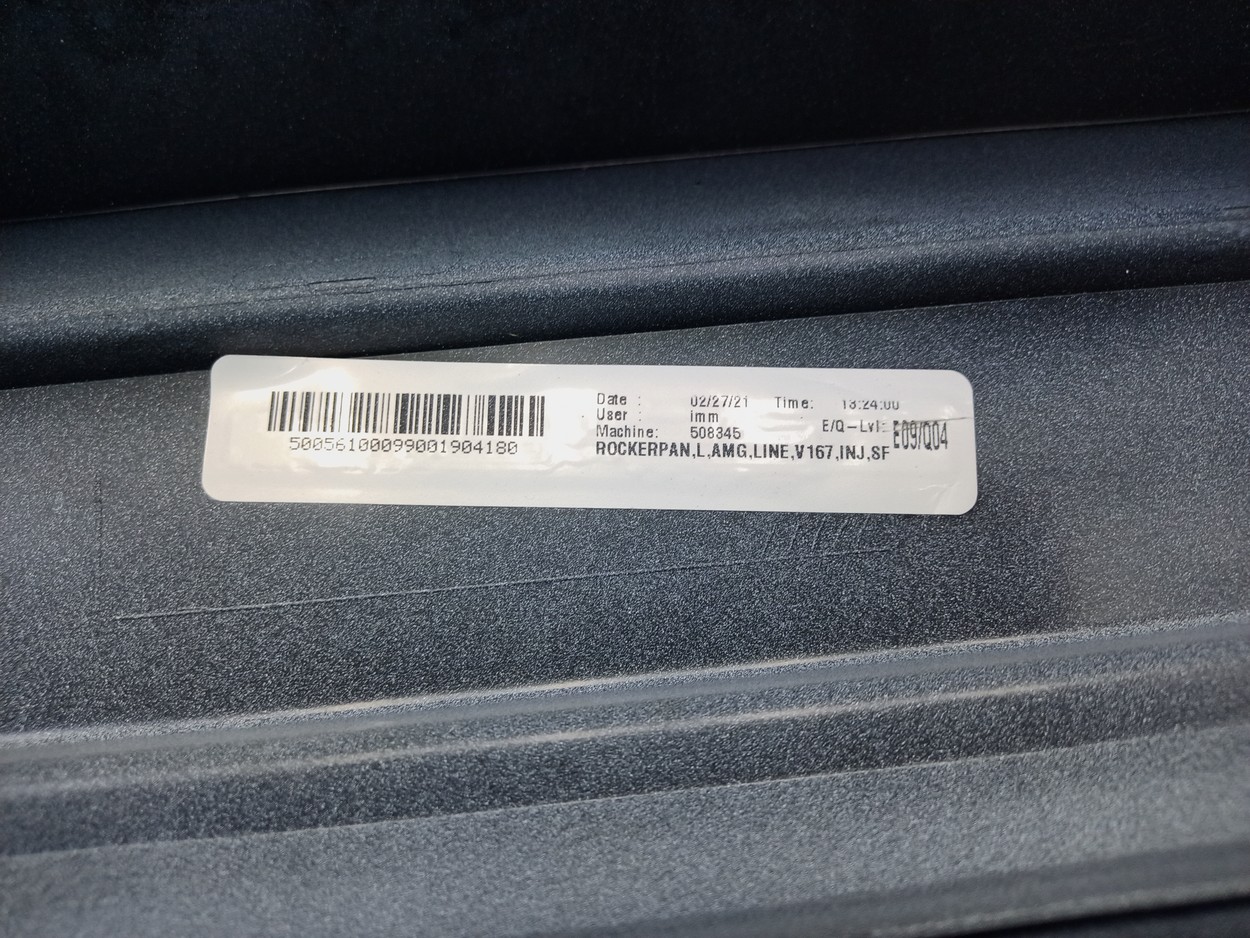 50056100099001904180
Date : 02/27/21 Time: 13:24:00
User : imm
Machine: 508345 E/Q-Lvl: E09/Q04
ROCKERPAN,L,AMG,LINE,V167,INJ,SF